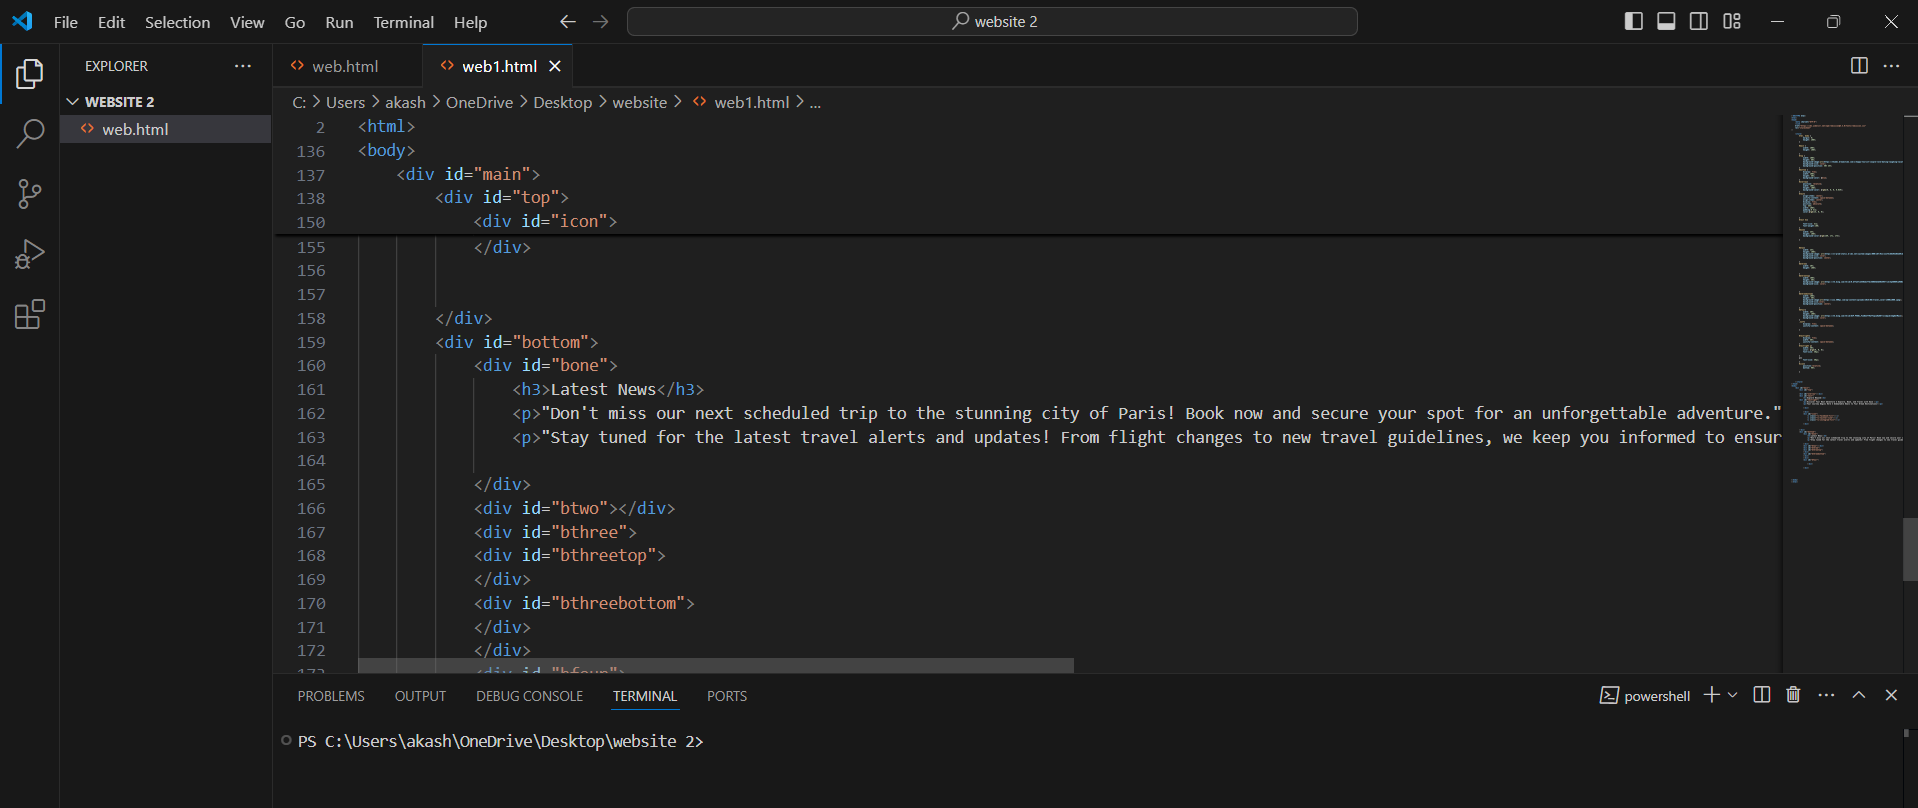 File Edit Selection View Go Run Terminal Help website 2
EXPLORER
WEBSITE 2
web.html
web.html web1.html
C: > Users > akash > OneDrive > Desktop > website > web1.html > ...
2 <html>
136 <body>
137 <div id="main">
138 <div id="top">
150 <div id="icon">
155 </div>
156
157
158 </div>
159 <div id="bottom">
160 <div id="bone">
161 <h3>Latest News</h3>
162 <p>"Don't miss our next scheduled trip to the stunning city of Paris! Book now and secure your spot for an unforgettable adventure."
163 <p>"Stay tuned for the latest travel alerts and updates! From flight changes to new travel guidelines, we keep you informed to ensur
164
165 </div>
166 <div id="btwo"></div>
167 <div id="bthree">
168 <div id="bthreetop">
169 </div>
170 <div id="bthreebottom">
171 </div>
172 </div>
173 <div id="bfour">
PROBLEMS OUTPUT DEBUG CONSOLE TERMINAL PORTS powershell
PS C:\Users\akash\OneDrive\Desktop\website 2>